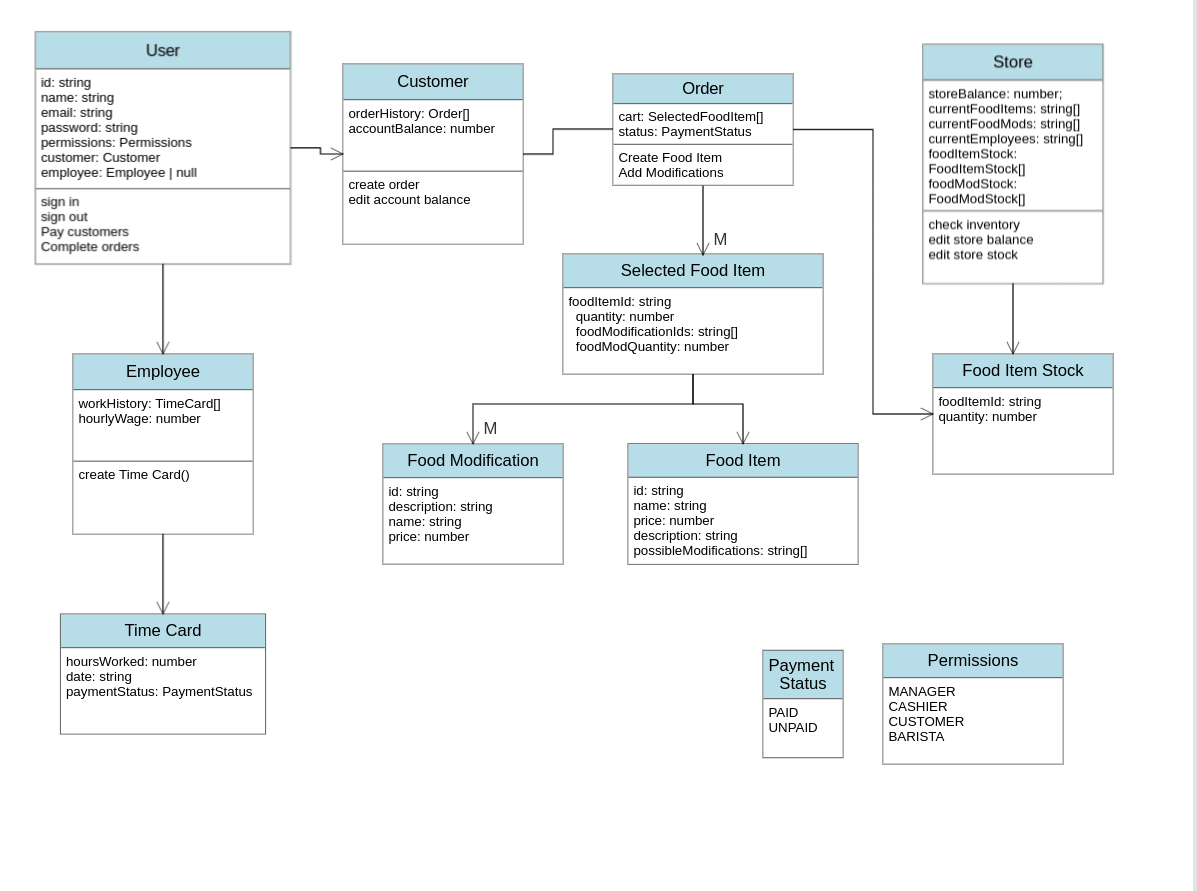 User
id: string
name: string
email: string
password: string
permissions: Permissions
customer: Customer
employee: Employee | null
sign in
sign out
Pay customers
Complete orders
Customer
orderHistory: Order[]
accountBalance: number
create order
edit account balance
Order
cart: SelectedFoodItem[]
status: PaymentStatus
Create Food Item
Add Modifications
M
Store
storeBalance: number;
currentFoodItems: string[]
currentFoodMods: string[]
currentEmployees: string[]
foodItemStock:
FoodItemStock[]
foodModStock:
FoodModStock[]
check inventory
edit store balance
edit store stock
Selected Food Item
foodItemId: string
quantity: number
foodModificationIds: string[]
foodModQuantity: number
M
Employee
workHistory: TimeCard[]
hourlyWage: number
create Time Card()
Food Modification
id: string
description: string
name: string
price: number
Food Item
id: string
name: string
price: number
description: string
possibleModifications: string[]
Food Item Stock
foodItemId: string
quantity: number
Time Card
hoursWorked: number
date: string
paymentStatus: PaymentStatus
Payment
Status
PAID
UNPAID
Permissions
MANAGER
CASHIER
CUSTOMER
BARISTA